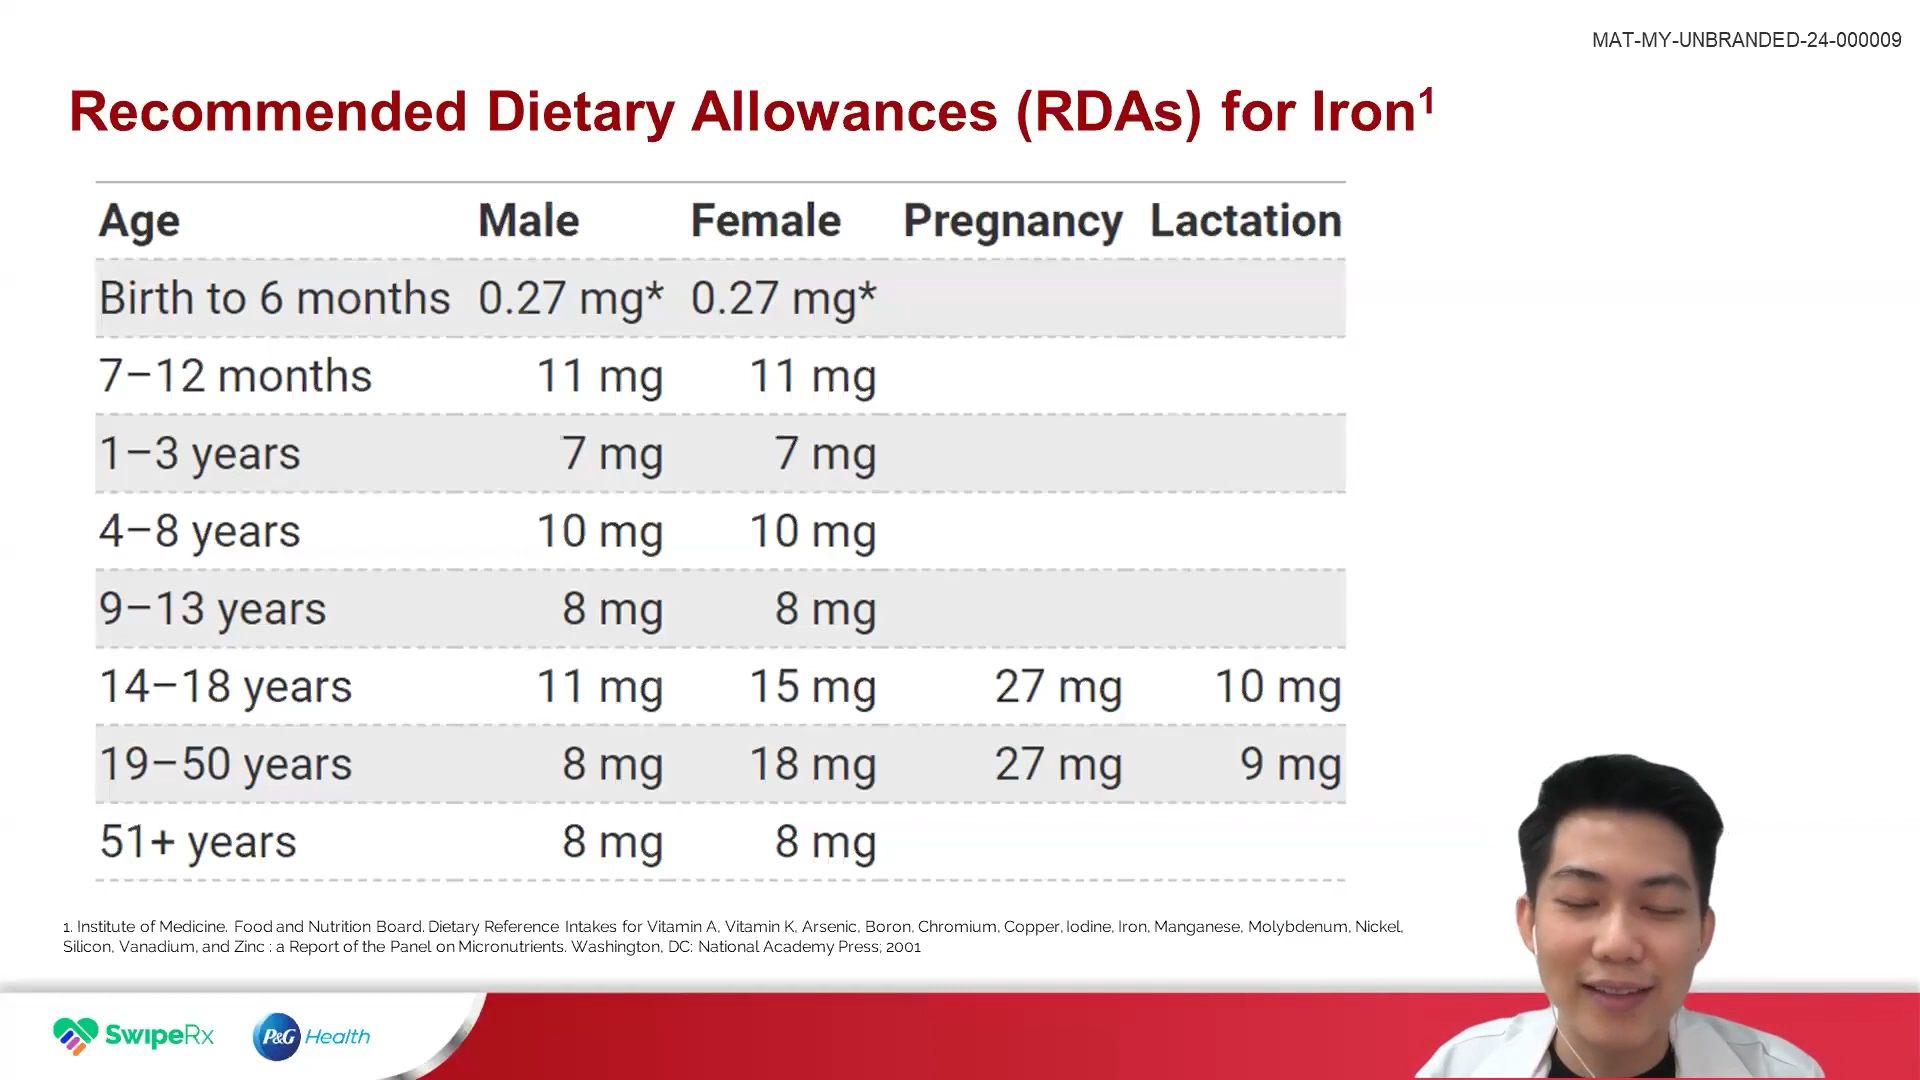 MAT-MY-UNBRANDED-24-000009
Recommended Dietary Allowances (RDAs) for Iron¹
Age Male Female Pregnancy Lactation
Birth to 6 months 0.27 mg* 0.27 mg*
7–12 months 11 mg 11 mg
1–3 years 7 mg 7 mg
4–8 years 10 mg 10 mg
9–13 years 8 mg 8 mg
14–18 years 11 mg 15 mg 27 mg 10 mg
19–50 years 8 mg 18 mg 27 mg 9 mg
51+ years 8 mg 8 mg
1. Institute of Medicine. Food and Nutrition Board. Dietary Reference Intakes for Vitamin A, Vitamin K, Arsenic, Boron, Chromium, Copper, Iodine, Iron, Manganese, Molybdenum, Nickel,
Silicon, Vanadium, and Zinc : a Report of the Panel on Micronutrients. Washington, DC: National Academy Press; 2001
SwipeRx P&G Health